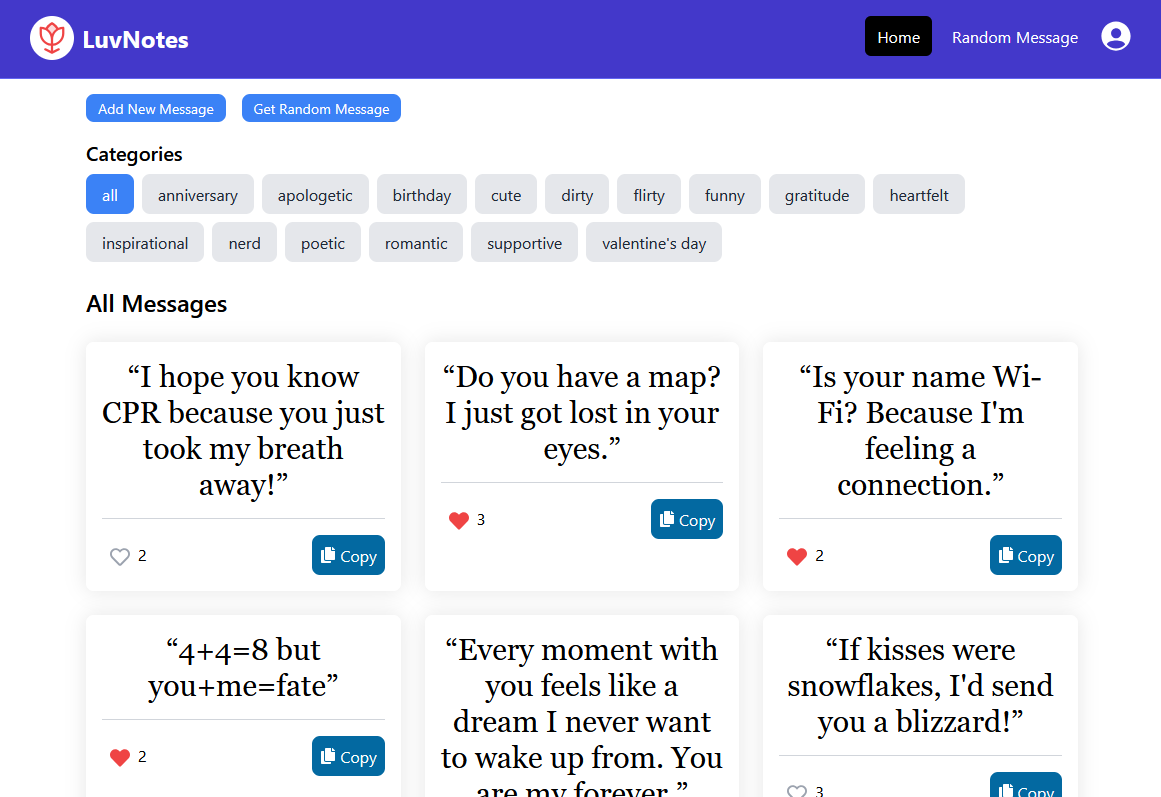 LuvNotes
Home
Random Message
Add New Message
Get Random Message
Categories
all
anniversary
apologetic
birthday
cute
dirty
flirty
funny
gratitude
heartfelt
inspirational
nerd
poetic
romantic
supportive
valentine's day
All Messages
“I hope you know
CPR because you just
took my breath
away!”
2
Copy
“Do you have a map?
I just got lost in your
eyes.”
3
Copy
“Is your name Wi-
Fi? Because I'm
feeling a
connection.”
2
Copy
“4+4=8 but
you+me=fate”
2
Copy
“Every moment with
you feels like a
dream I never want
to wake up from. You
are my forever.”
“If kisses were
snowflakes, I'd send
you a blizzard!”
3
Copy